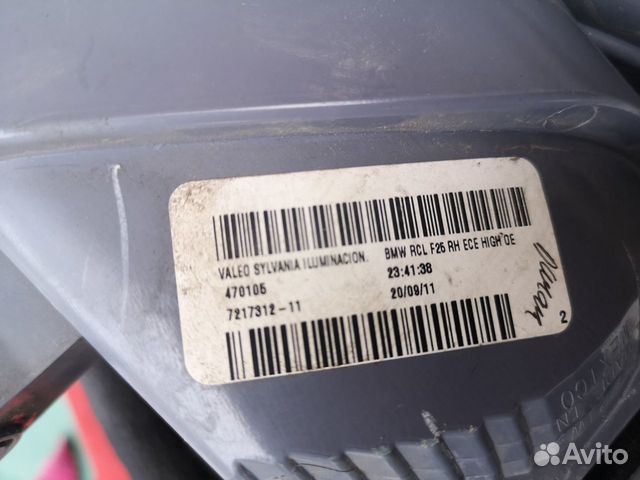 VALEO SYLVANIA ILUMINACION. BMW RCL F25 RH ECE HIGH DE
470105 23:41:38
7217312-11 20/09/11
2
Avito